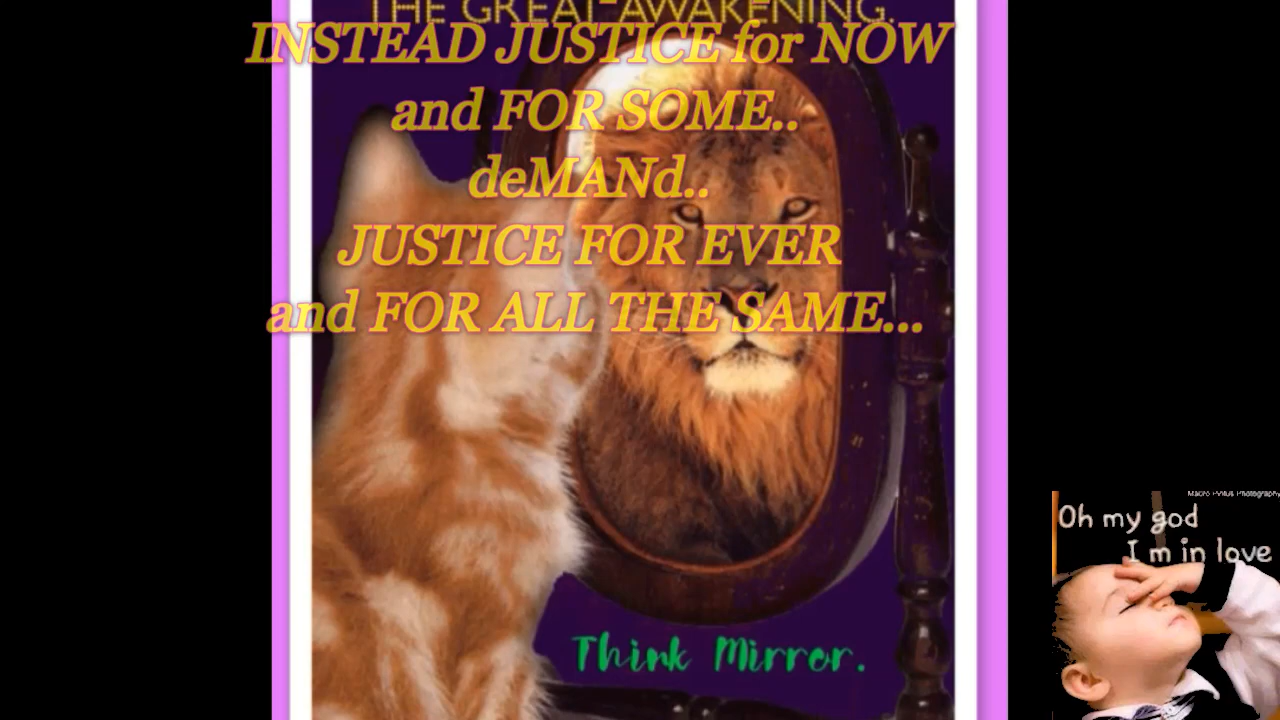 THE GREAT AWAKENING.
INSTEAD JUSTICE for NOW
and FOR SOME..
deMANd..
JUSTICE FOR EVER
and FOR ALL THE SAME...
Think Mirror.
Photography
Oh my god
I m in love